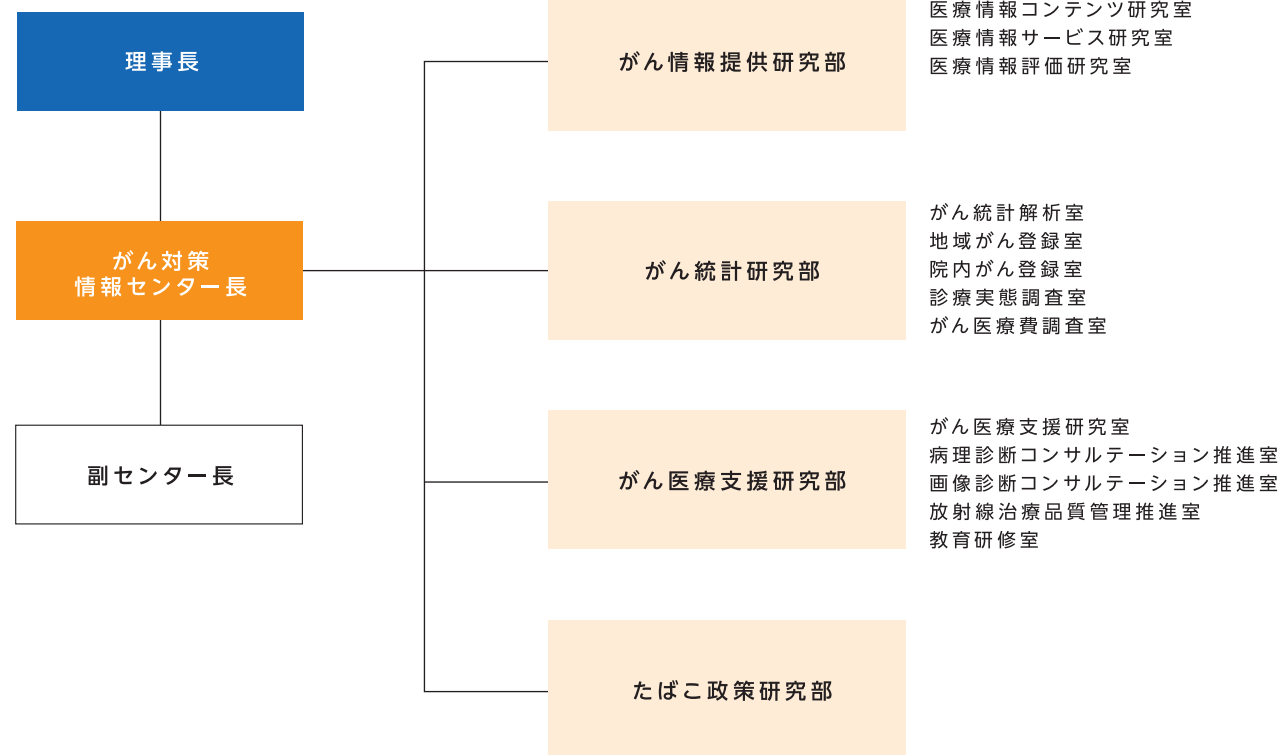 理事長
がん対策
情報センター長
副センター長
がん情報提供研究部
医療情報コンテンツ研究室
医療情報サービス研究室
医療情報評価研究室
がん統計研究部
がん統計解析室
地域がん登録室
院内がん登録室
診療実態調査室
がん医療費調査室
がん医療支援研究部
がん医療支援研究室
病理診断コンサルテーション推進室
画像診断コンサルテーション推進室
放射線治療品質管理推進室
教育研修室
たばこ政策研究部